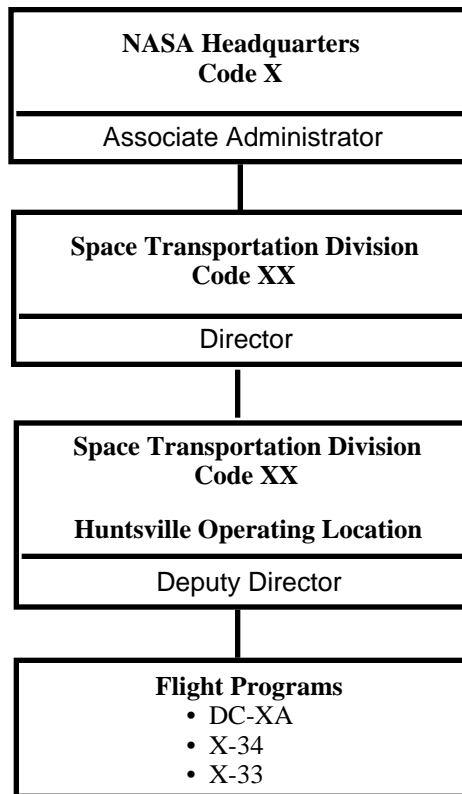 NASA Headquarters
Code X
Associate Administrator
Space Transportation Division
Code XX
Director
Space Transportation Division
Code XX
Huntsville Operating Location
Deputy Director
Flight Programs
• DC-XA
• X-34
• X-33